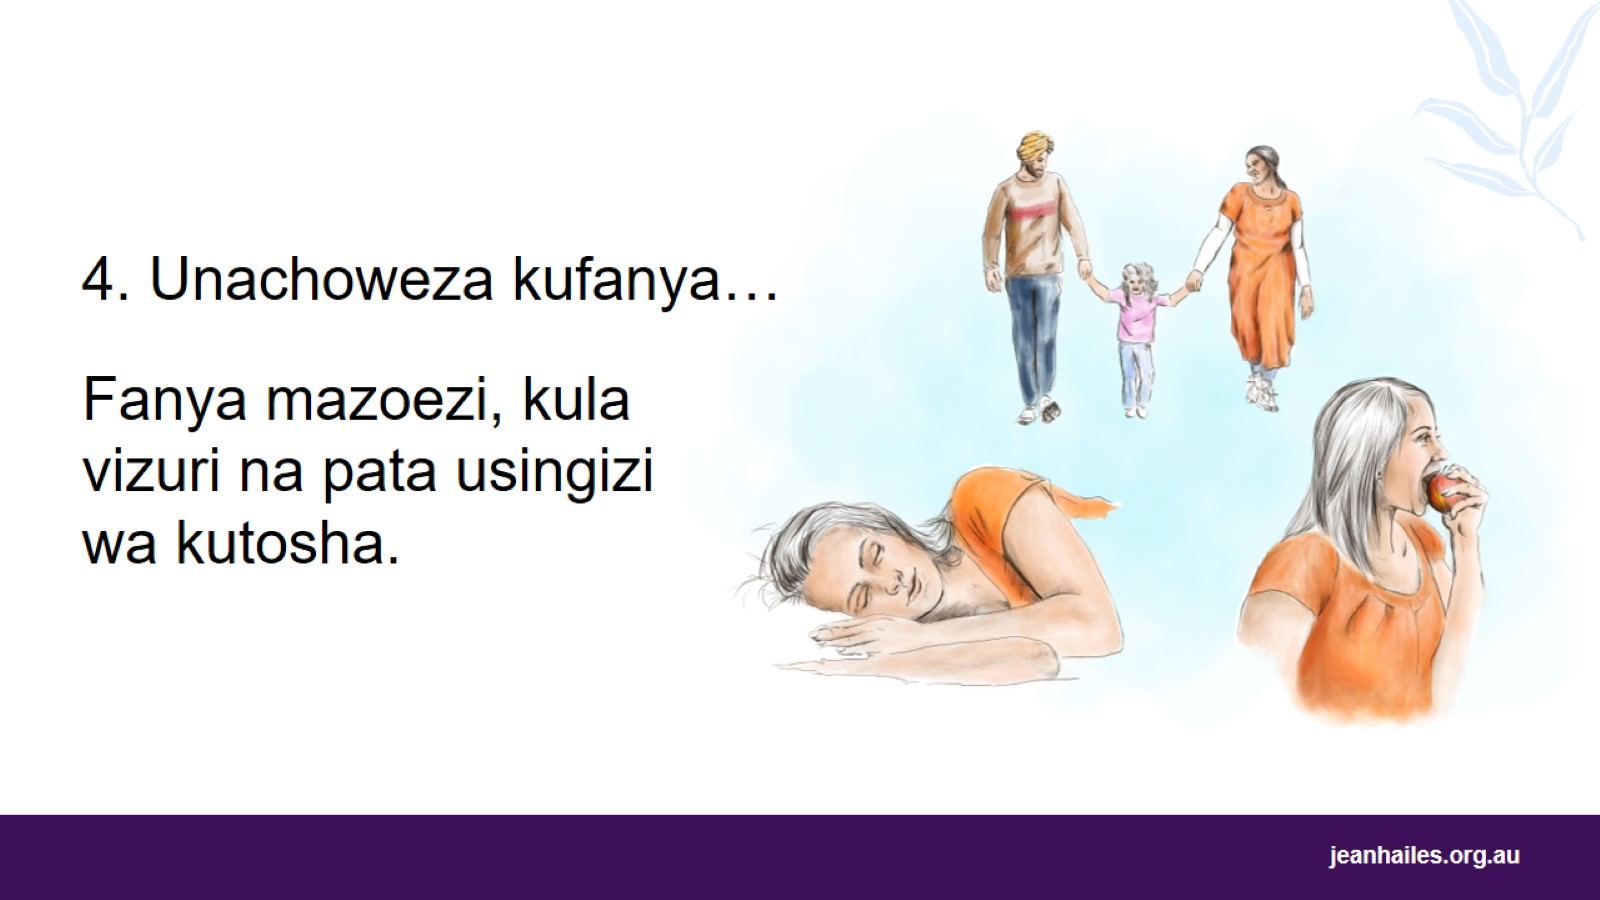 4. Unachoweza kufanya…
Fanya mazoezi, kula
vizuri na pata usingizi
wa kutosha.
jeanhailes.org.au